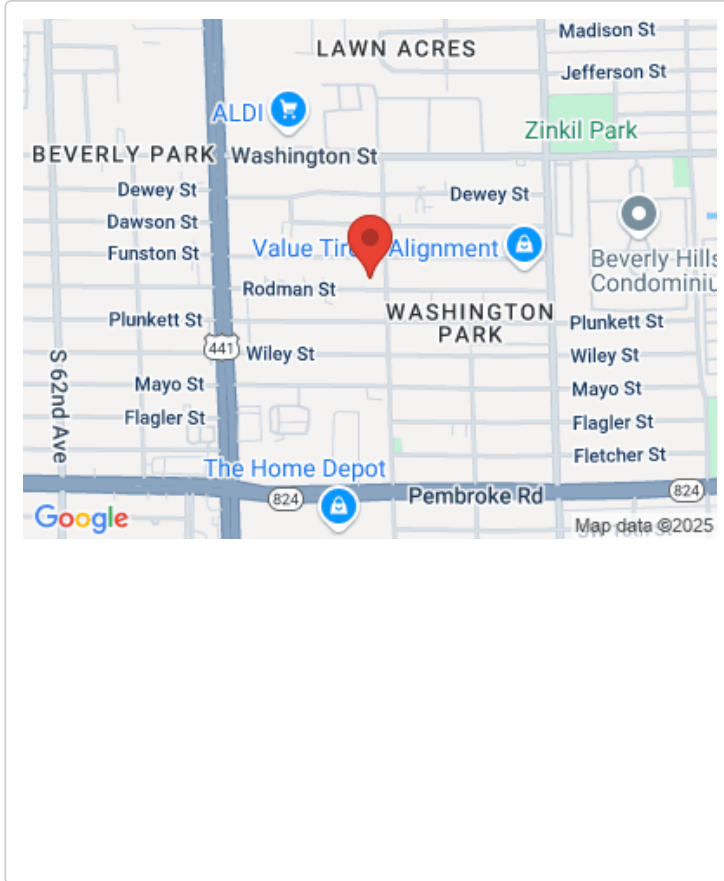 Madison St
LAWN ACRES
Jefferson St
ALDI
Zinkil Park
BEVERLY PARK
Washington St
Dewey St
Dewey St
Dawson St
Funston St
Value Tire Alignment
Beverly Hills
Rodman St
WASHINGTON
PARK
Plunkett St
Plunkett St
441
Wiley St
Wiley St
S 62nd Ave
Mayo St
Mayo St
Flagler St
Flagler St
Fletcher St
The Home Depot
824
Pembroke Rd
824
Google
Map data ©2025